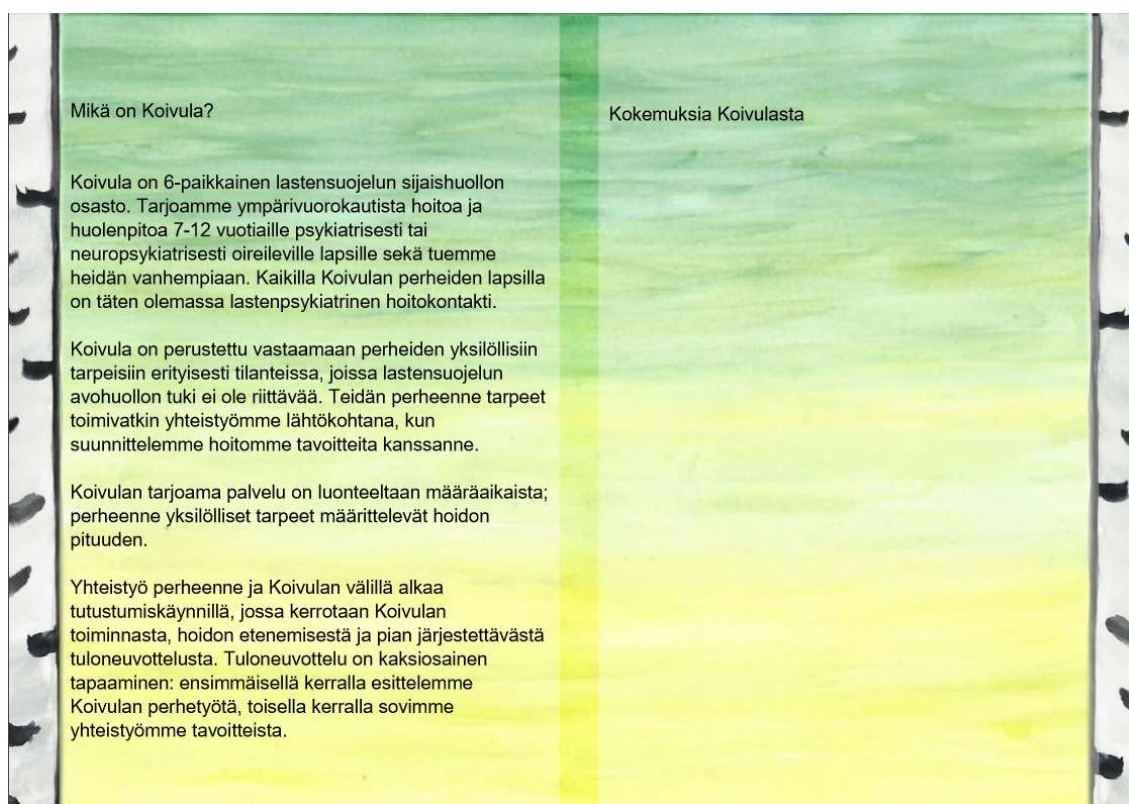 Mikä on Koivula?
Koivula on 6-paikkainen lastensuojelun sijaishuollon
osasto. Tarjoamme ympärivuorokautista hoitoa ja
huolenpitoa 7-12 vuotiaille psykiatrisesti tai
neuropsykiatrisesti oireileville lapsille sekä tuemme
heidän vanhempiaan. Kaikilla Koivulan perheiden lapsilla
on täten olemassa lastenpsykiatrinen hoitokontakti.
Koivula on perustettu vastaamaan perheiden yksilöllisiin
tarpeisiin erityisesti tilanteissa, joissa lastensuojelun
avohuollon tuki ei ole riittävää. Teidän perheenne tarpeet
toimivatkin yhteistyömme lähtökohtana, kun
suunnittelemme hoitomme tavoitteita kanssanne.
Koivulan tarjoama palvelu on luonteeltaan määräaikaista;
perheenne yksilölliset tarpeet määrittelevät hoidon
pituuden.
Yhteistyö perheenne ja Koivulan välillä alkaa
tutustumiskäynnillä, jossa kerrotaan Koivulan
toiminnasta, hoidon etenemisestä ja pian järjestettävästä
tuloneuvottelusta. Tuloneuvottelu on kaksiosainen
tapaaminen: ensimmäisellä kerralla esittelemme
Koivulan perhetyötä, toisella kerralla sovimme
yhteistyömme tavoitteista.
Kokemuksia Koivulasta